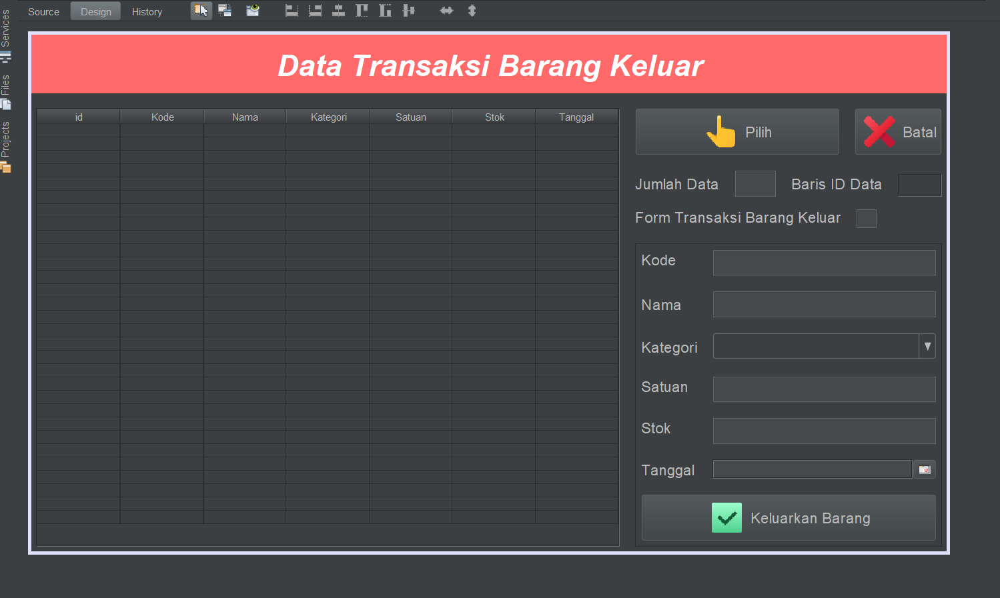 Source Design History
Services
Files
Projects
Data Transaksi Barang Keluar
id Kode Nama Kategori Satuan Stok Tanggal
Pilih
Batal
Jumlah Data
Baris ID Data
Form Transaksi Barang Keluar
Kode
Nama
Kategori
Satuan
Stok
Tanggal
Keluarkan Barang